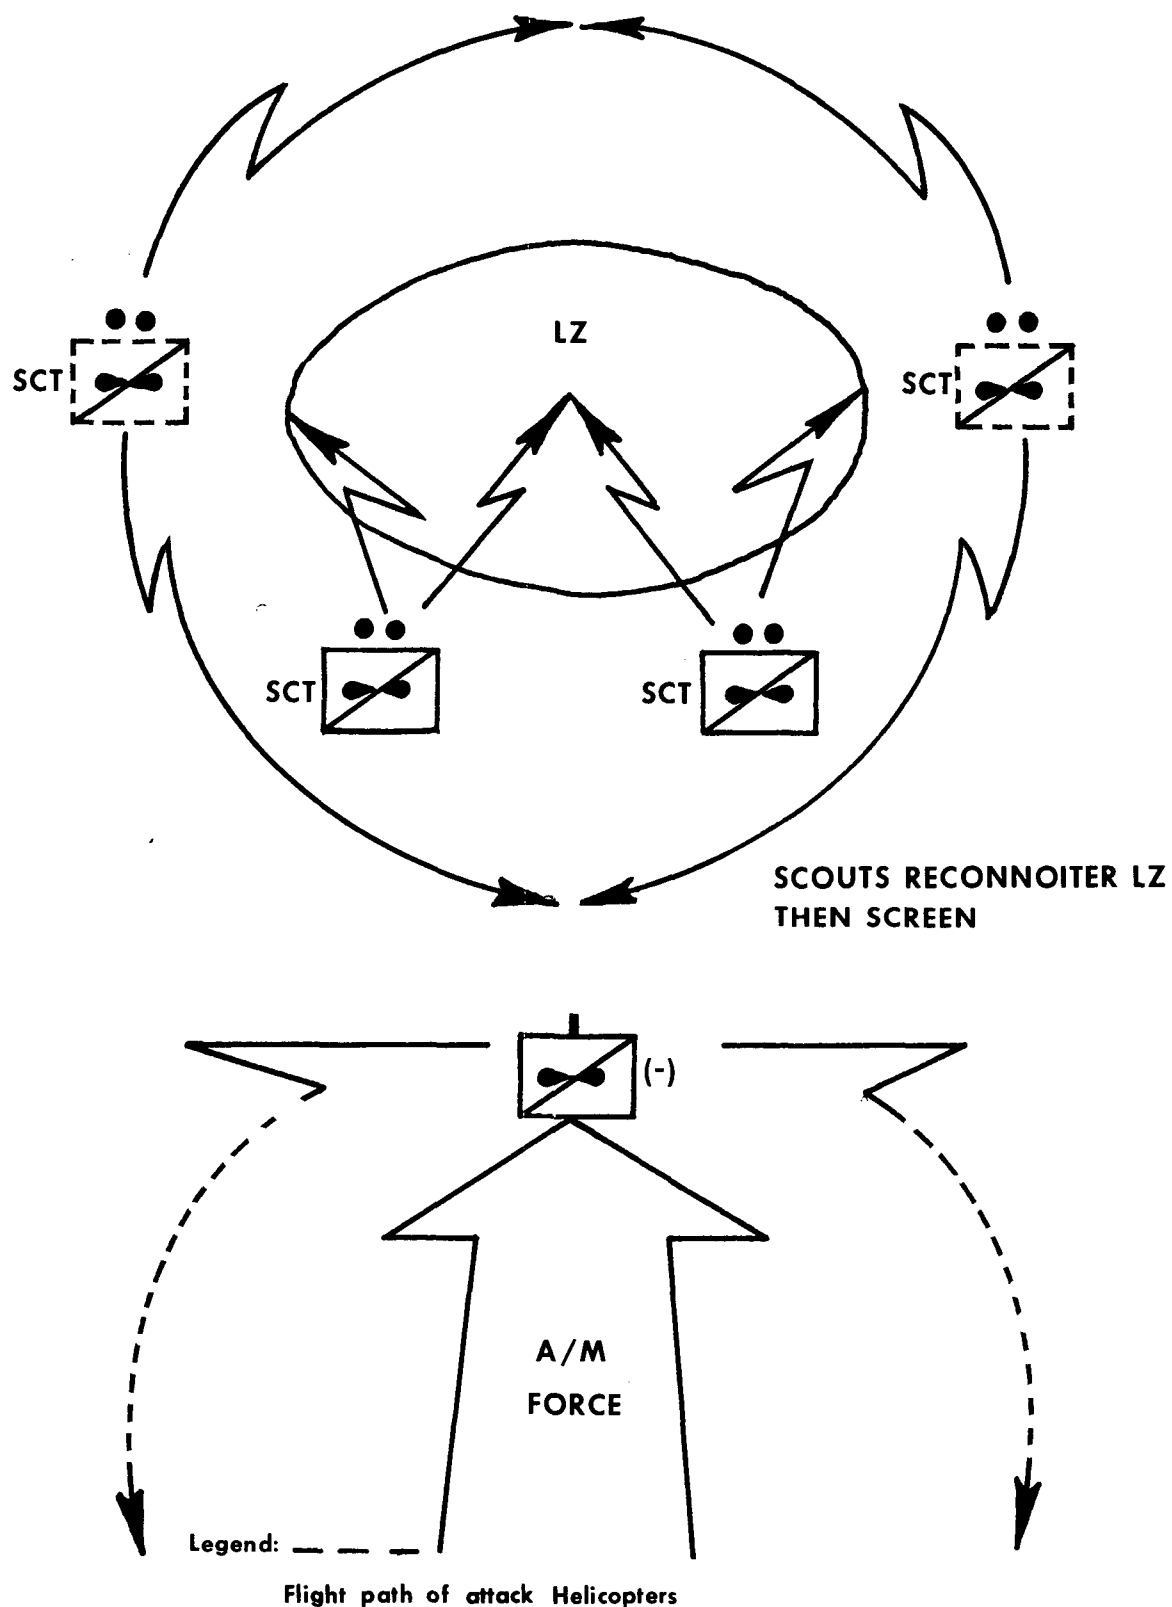 LZ
SCT
SCT
SCT
SCT
SCOUTS RECONNOITER LZ
THEN SCREEN
(-)
A/M
FORCE
Legend:
Flight path of attack Helicopters